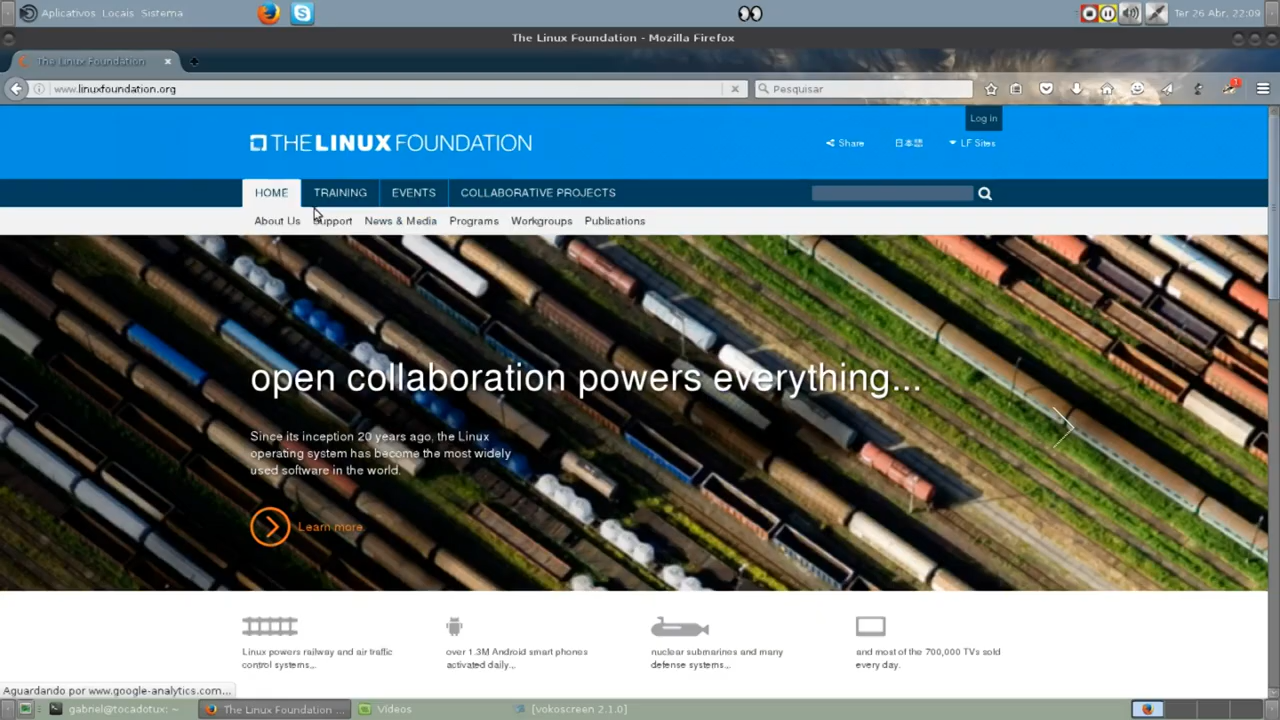 Aplicativos Locais Sistema
Ter 26 Abr, 22:09
The Linux Foundation - Mozilla Firefox
The Linux Foundation
www.linuxfoundation.org
Pesquisar
1
Log In
THE LINUX FOUNDATION
Share 日本語 LF Sites
HOME TRAINING EVENTS COLLABORATIVE PROJECTS
About Us Support News & Media Programs Workgroups Publications
open collaboration powers everything...
Since its inception 20 years ago, the Linux
operating system has become the most widely
used software in the world.
Learn more
Linux powers railway and air traffic
control systems...
over 1.3M Android smart phones
activated daily...
nuclear submarines and many
defense systems...
and most of the 700,000 TVs sold
every day.
Aguardando por www.google-analytics.com...
gabriel@tocadotux: ~
The Linux Foundation ...
Vídeos
[vokoscreen 2.1.0]